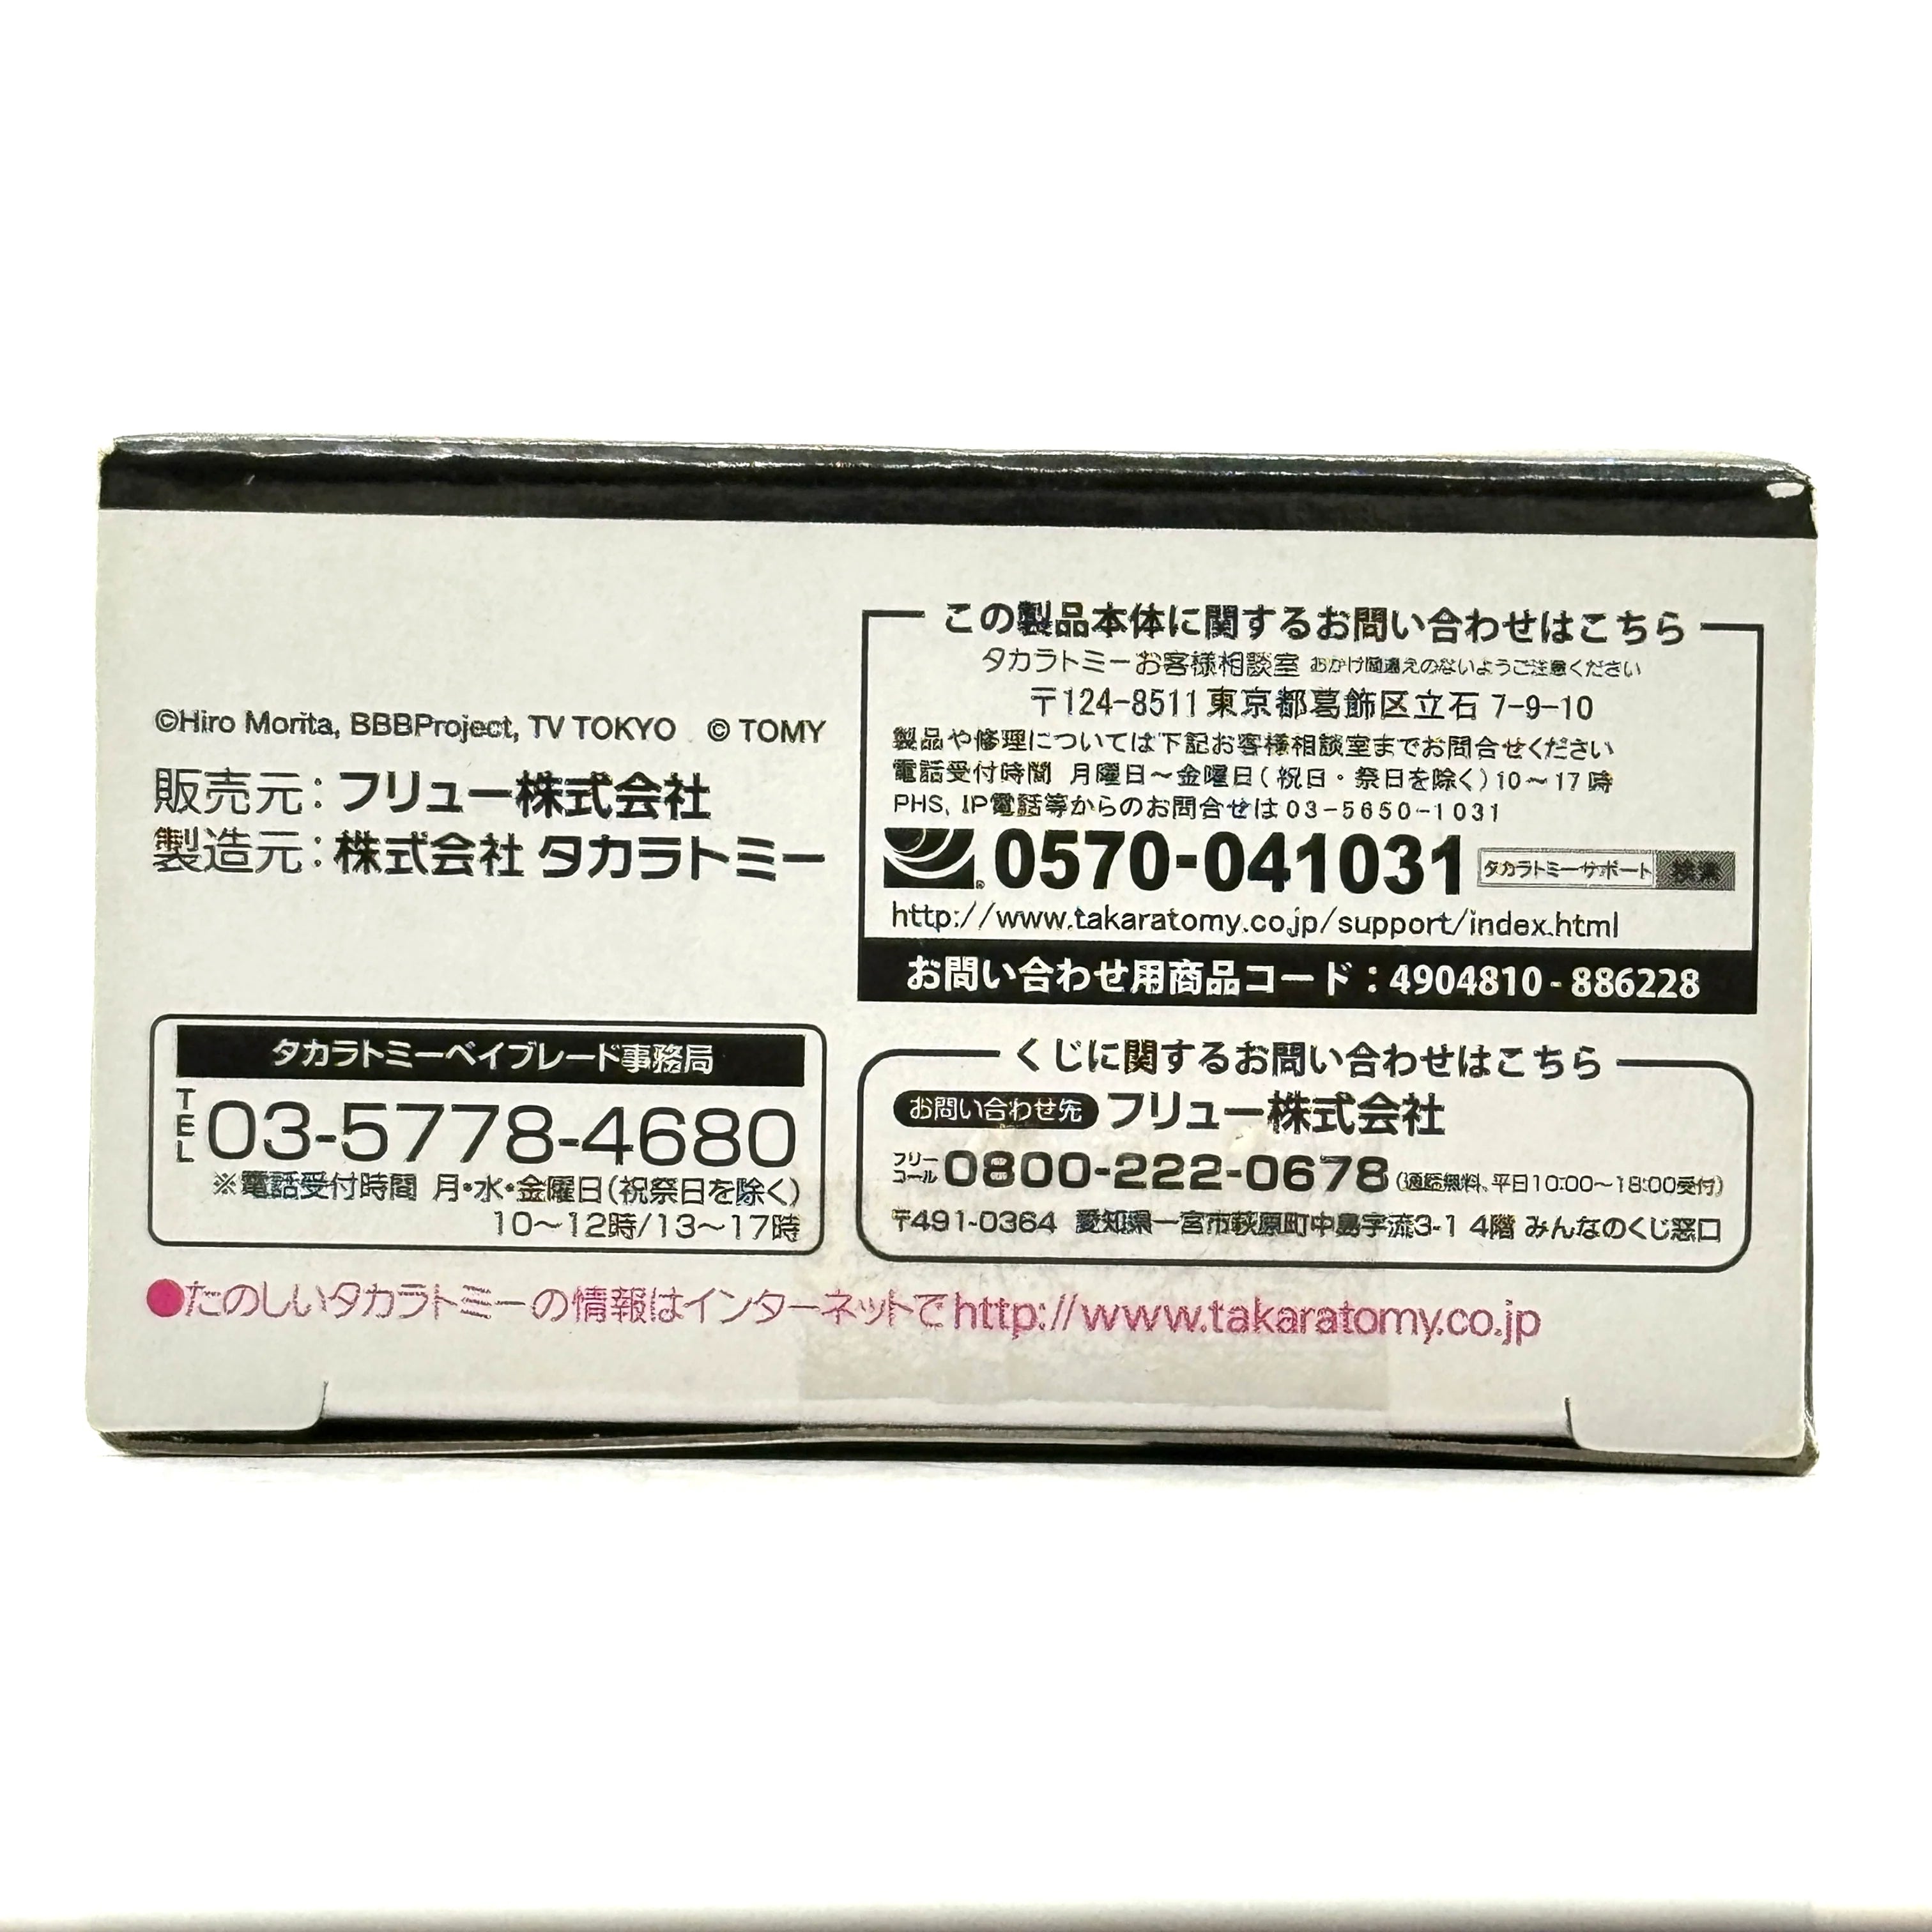 ©Hiro Morita, BBBProject, TV TOKYO © TOMY
販売元：フリュー株式会社
製造元：株式会社 タカラトミー
タカラトミーベイブレード事務局
TEL 03-5778-4680
※電話受付時間 月・水・金曜日(祝祭日を除く)
10〜12時/13〜17時
この製品本体に関するお問い合わせはこちら
タカラトミーお客様相談室 おかけ間違えのないようご注意ください
〒124-8511 東京都葛飾区立石 7-9-10
製品や修理については下記お客様相談室までお問合せください
電話受付時間 月曜日〜金曜日(祝日・祭日を除く)10〜17時
PHS, IP電話等からのお問合せは03-5650-1031
0570-041031 タカラトミーサポート 検索
http://www.takaratomy.co.jp/support/index.html
お問い合わせ用商品コード：4904810-886228
くじに関するお問い合わせはこちら
お問い合わせ先 フリュー株式会社
フリーコール 0800-222-0678 (通話無料、平日10:00〜18:00受付)
〒491-0364 愛知県一宮市萩原町中島字流3-1 4階 みんなのくじ窓口
●たのしいタカラトミーの情報はインターネットでhttp://www.takaratomy.co.jp